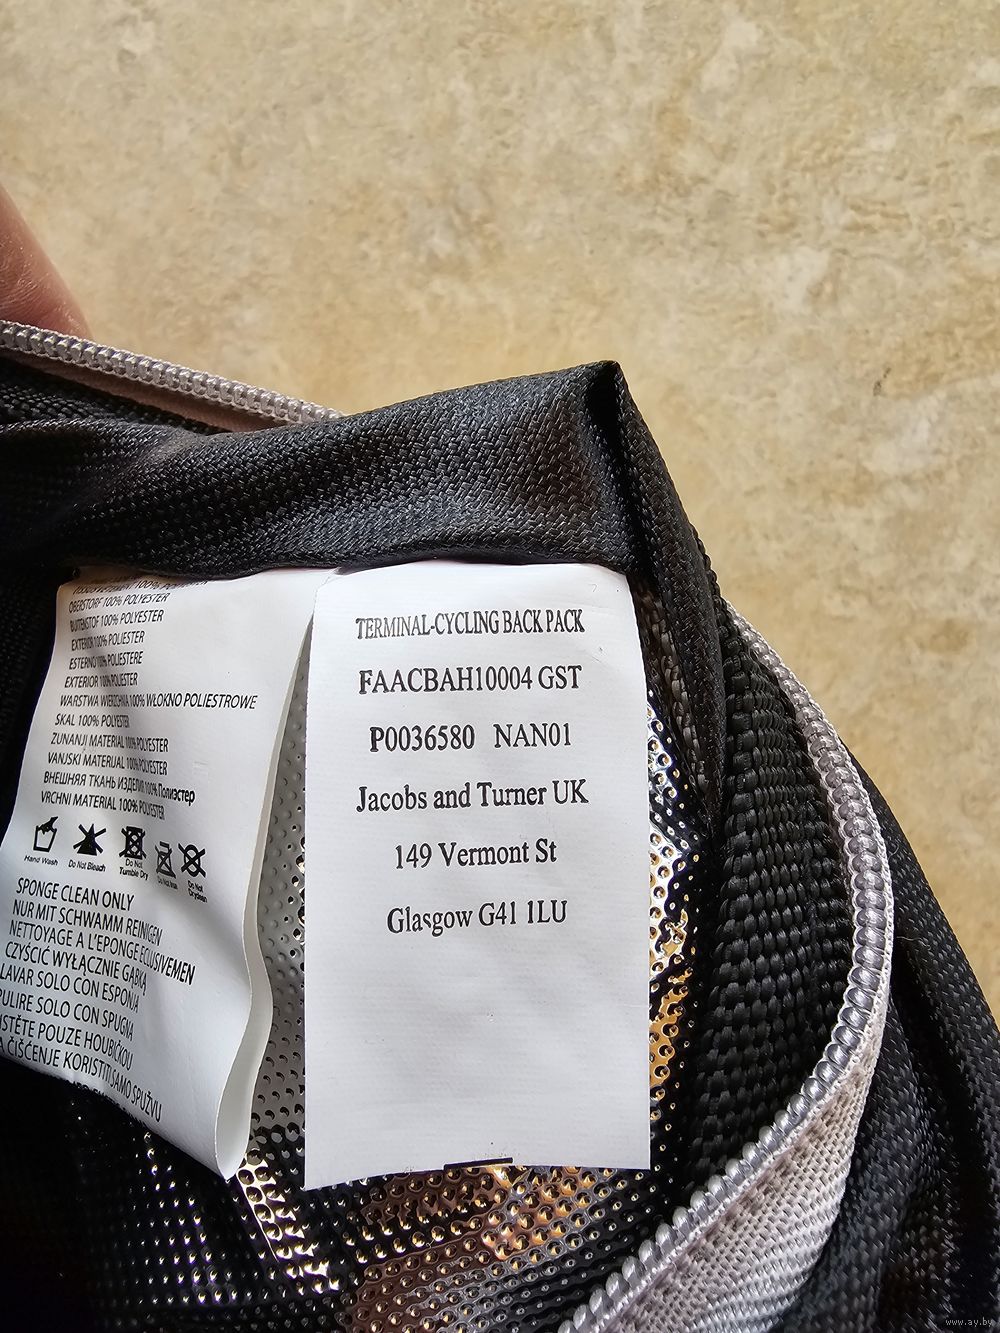 OBERSTOFF 100% POLYESTER
BUITENSTOF 100% POLYESTER
EXTERIOR 100% POLIESTER
ESTERNO 100% POLIESTERE
EXTERIOR 100% POLIESTER
WARSTWA WIERZCHNIA 100% WŁOKNO POLIESTROWE
SKAL 100% POLYESTER
ZUNANJI MATERIAL 100% POLYESTER
VANJSKI MATERIJAL 100% POLYESTER
ВНЕШНЯЯ ТКАНЬ ИЗДЕЛИЯ 100% Полиэстер
VRCHNI MATERIAL 100% POLYESTER
Hand Wash
Do Not Bleach
Do Not Tumble Dry
Do Not Iron
Do Not DryClean
SPONGE CLEAN ONLY
NUR MIT SCHWAMM REINIGEN
NETTOYAGE A L'EPONGE ECLUSIVEMEN
CZYŚCIĆ WYŁĄCZNIE GĄBKĄ
LAVAR SOLO CON ESPONJA
PULIRE SOLO CON SPUGNA
ISTĚTE POUZE HOUBIČKOU
A ČIŠĆENJE KORISTITI SAMO SPUŽVU
TERMINAL-CYCLING BACK PACK
FAACBAH10004 GST
P0036580 NAN01
Jacobs and Turner UK
149 Vermont St
Glasgow G41 1LU
www.ay.by